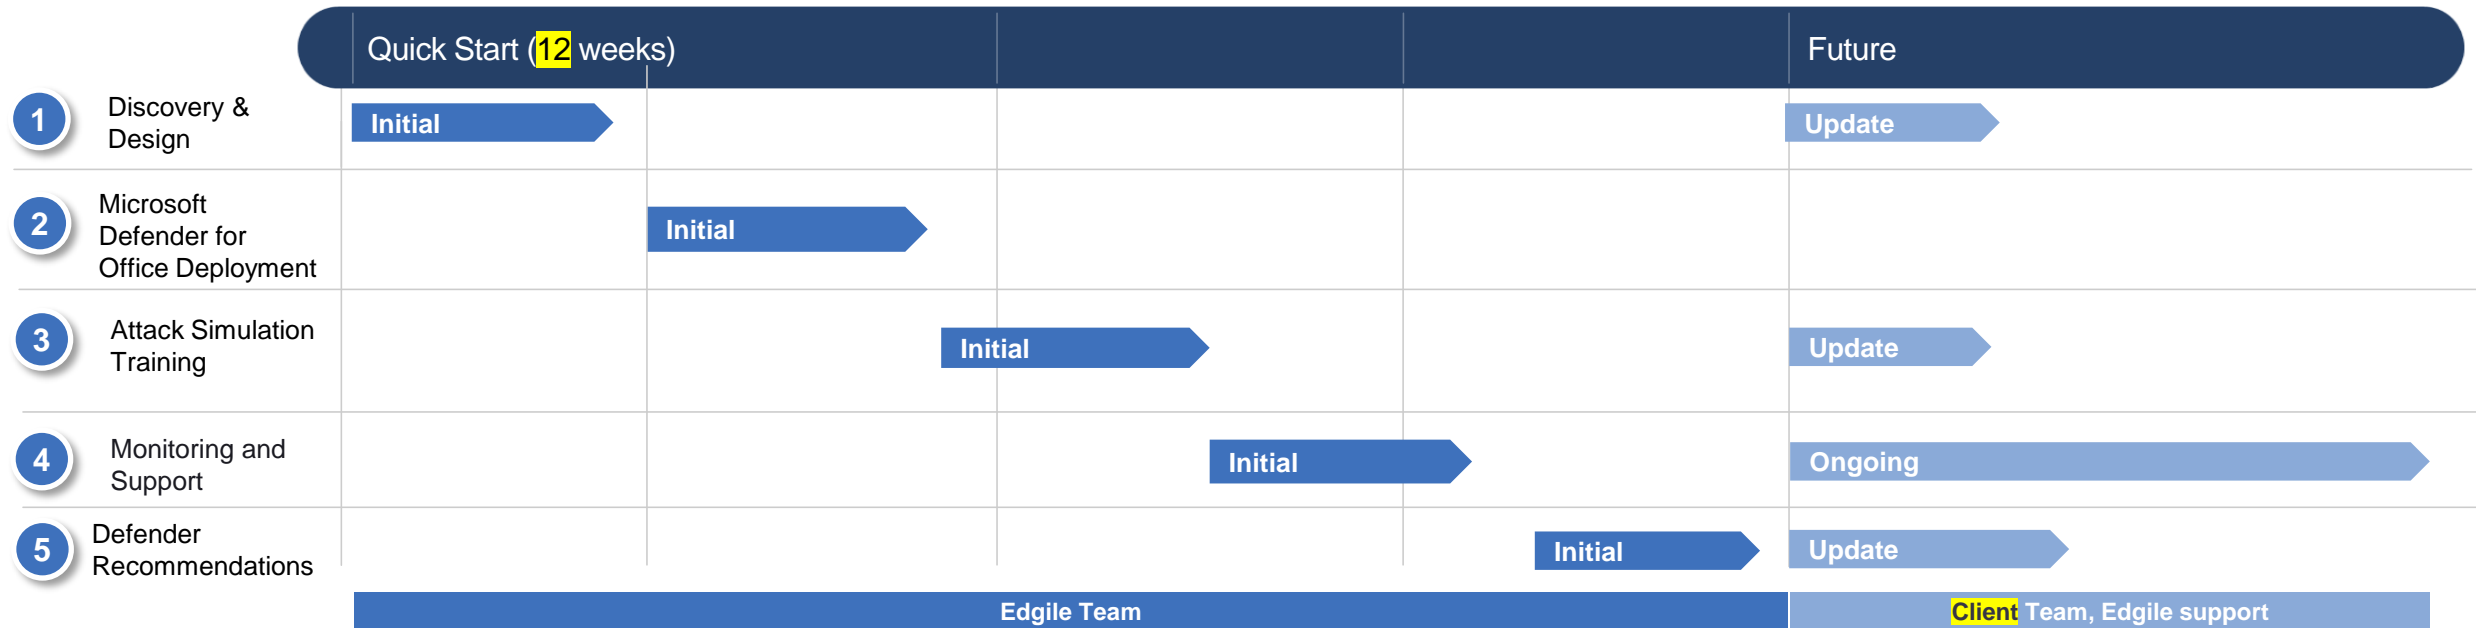 Quick Start (12 weeks)
Future
1
Discovery &
Design
Initial
Update
2
Microsoft
Defender for
Office Deployment
Initial
3
Attack Simulation
Training
Initial
Update
4
Monitoring and
Support
Initial
Ongoing
5
Defender
Recommendations
Initial
Update
Edgile Team
Client Team, Edgile support